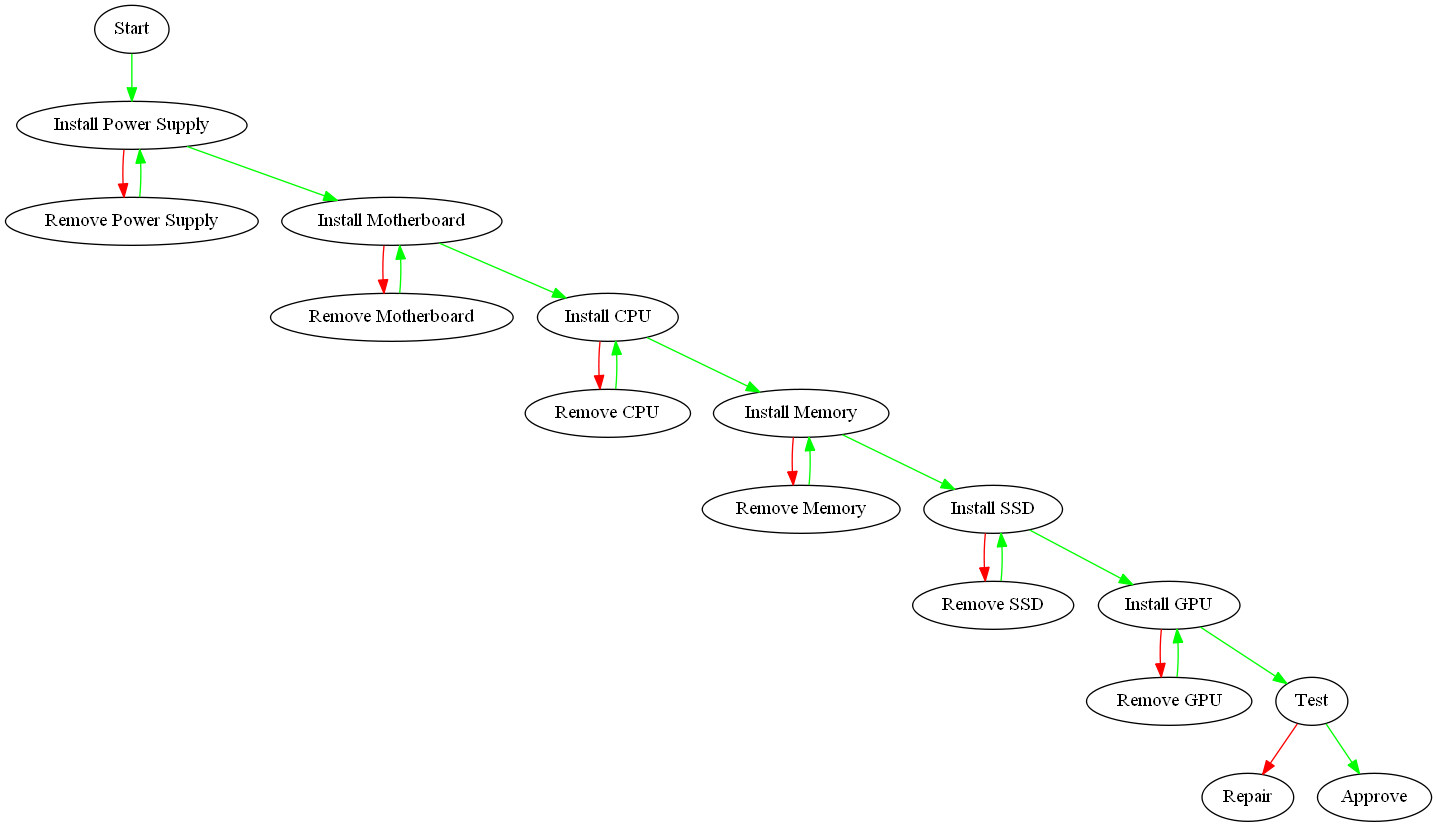 Start
Install Power Supply
Remove Power Supply
Install Motherboard
Remove Motherboard
Install CPU
Remove CPU
Install Memory
Remove Memory
Install SSD
Remove SSD
Install GPU
Remove GPU
Test
Repair
Approve